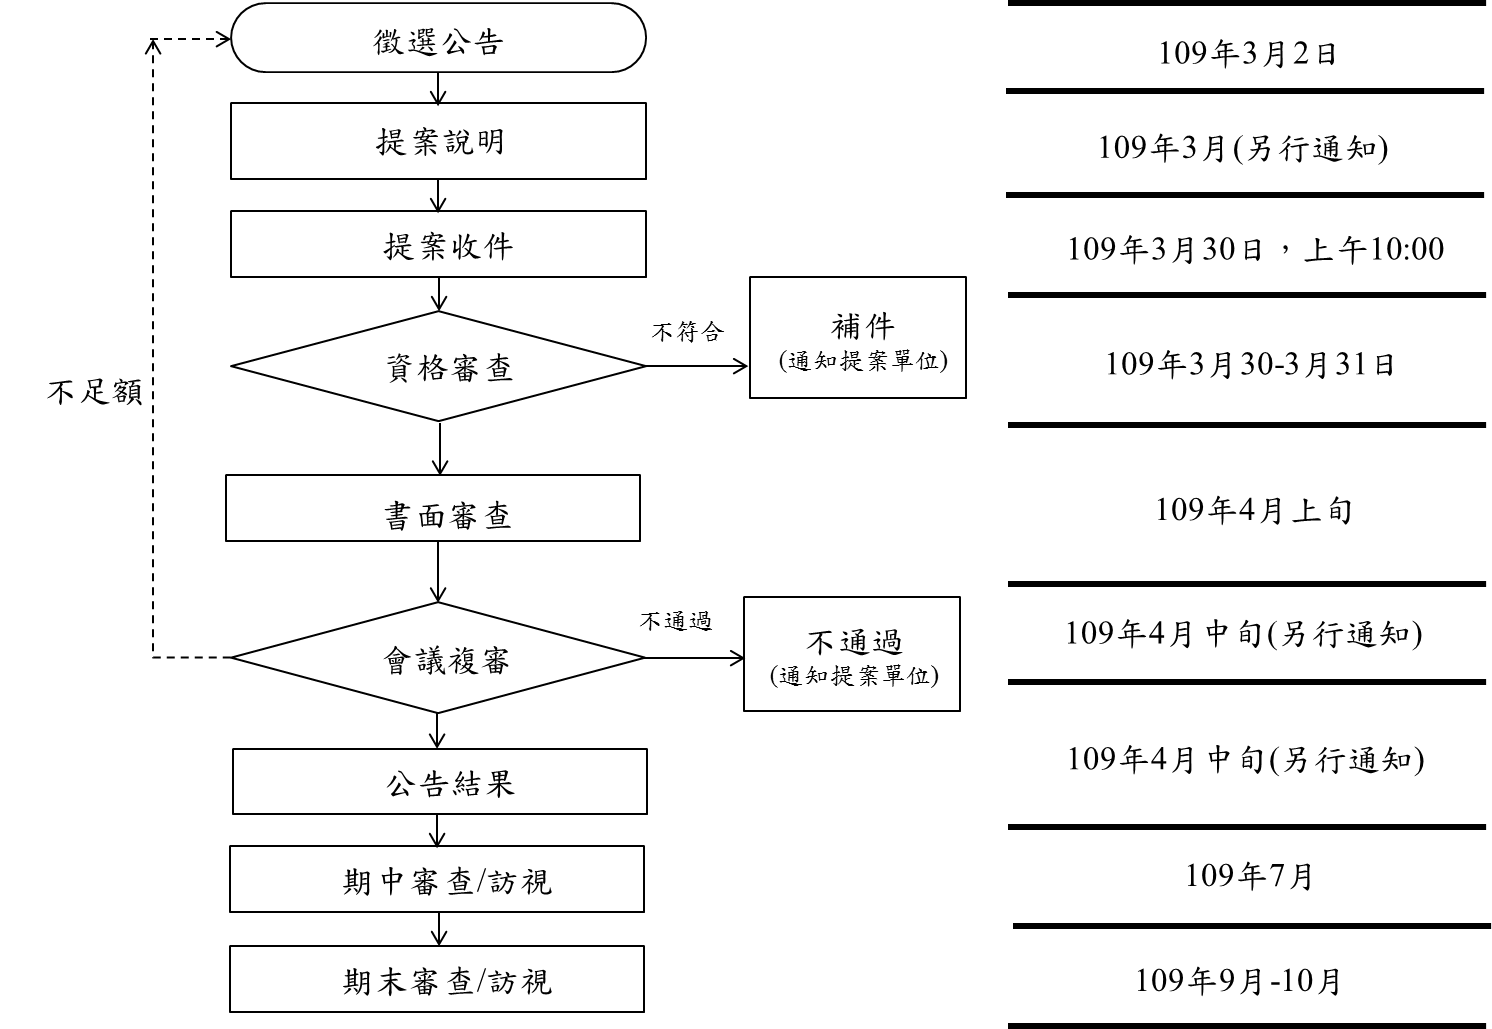 徵選公告
109年3月2日
提案說明
109年3月(另行通知)
提案收件
109年3月30日，上午10:00
資格審查
不符合
補件
(通知提案單位)
109年3月30-3月31日
不足額
書面審查
109年4月上旬
會議複審
不通過
不通過
(通知提案單位)
109年4月中旬(另行通知)
公告結果
109年4月中旬(另行通知)
期中審查/訪視
109年7月
期末審查/訪視
109年9月-10月